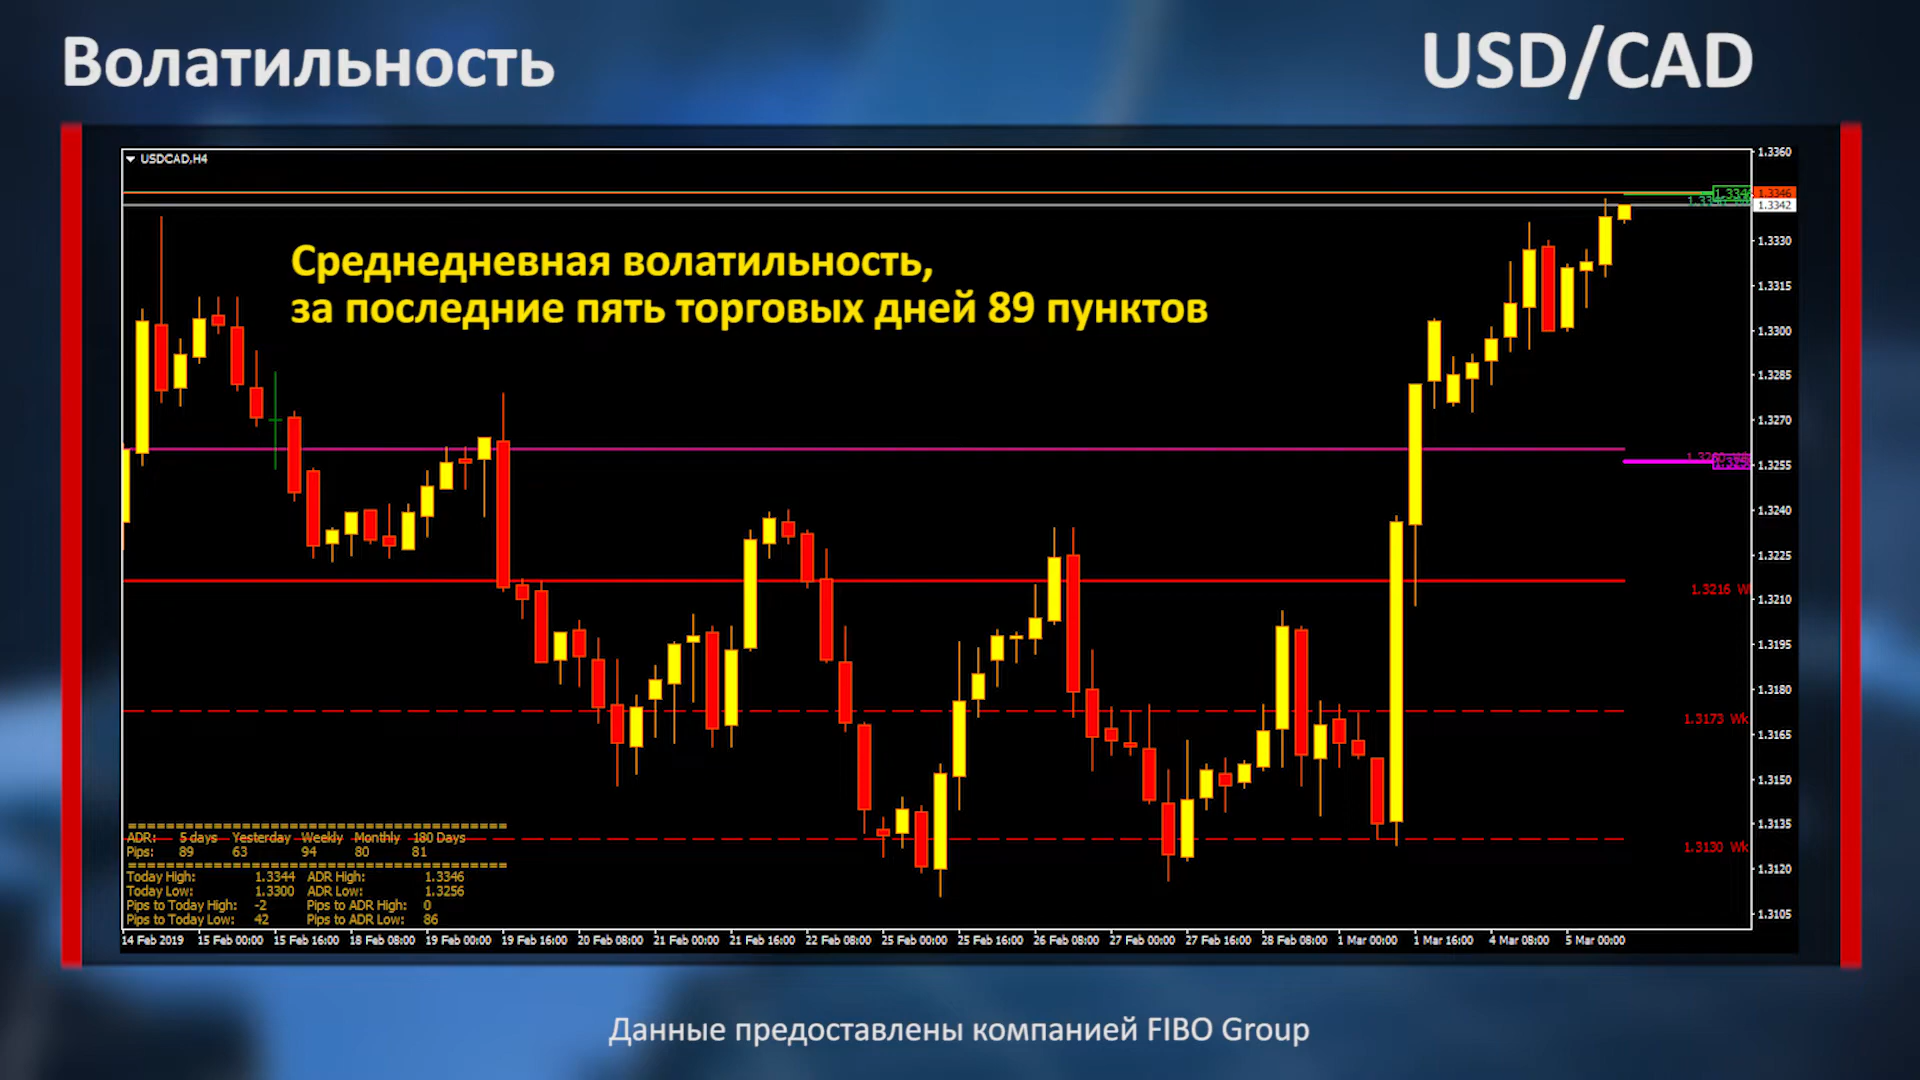 Волатильность
USD/CAD
USDCAD,H4
Среднедневная волатильность,
за последние пять торговых дней 89 пунктов
1.3360
1.3346
1.3342
1.3330
1.3315
1.3300
1.3285
1.3270
1.3255
1.3240
1.3225
1.3216 W
1.3210
1.3195
1.3180
1.3173 Wk
1.3165
1.3150
1.3135
1.3130 Wk
1.3120
1.3105
ADR: 5 days Yesterday Weekly Monthly 180 Days
Pips: 89 63 94 80 81
Today High: 1.3344 ADR High: 1.3346
Today Low: 1.3300 ADR Low: 1.3256
Pips to Today High: -2 Pips to ADR High: 0
Pips to Today Low: 42 Pips to ADR Low: 86
14 Feb 2019 15 Feb 00:00 15 Feb 16:00 18 Feb 08:00 19 Feb 00:00 19 Feb 16:00 20 Feb 08:00 21 Feb 00:00 21 Feb 16:00 22 Feb 08:00 25 Feb 00:00 25 Feb 16:00 26 Feb 08:00 27 Feb 00:00 27 Feb 16:00 28 Feb 08:00 1 Mar 00:00 1 Mar 16:00 4 Mar 08:00 5 Mar 00:00
Данные предоставлены компанией FIBO Group